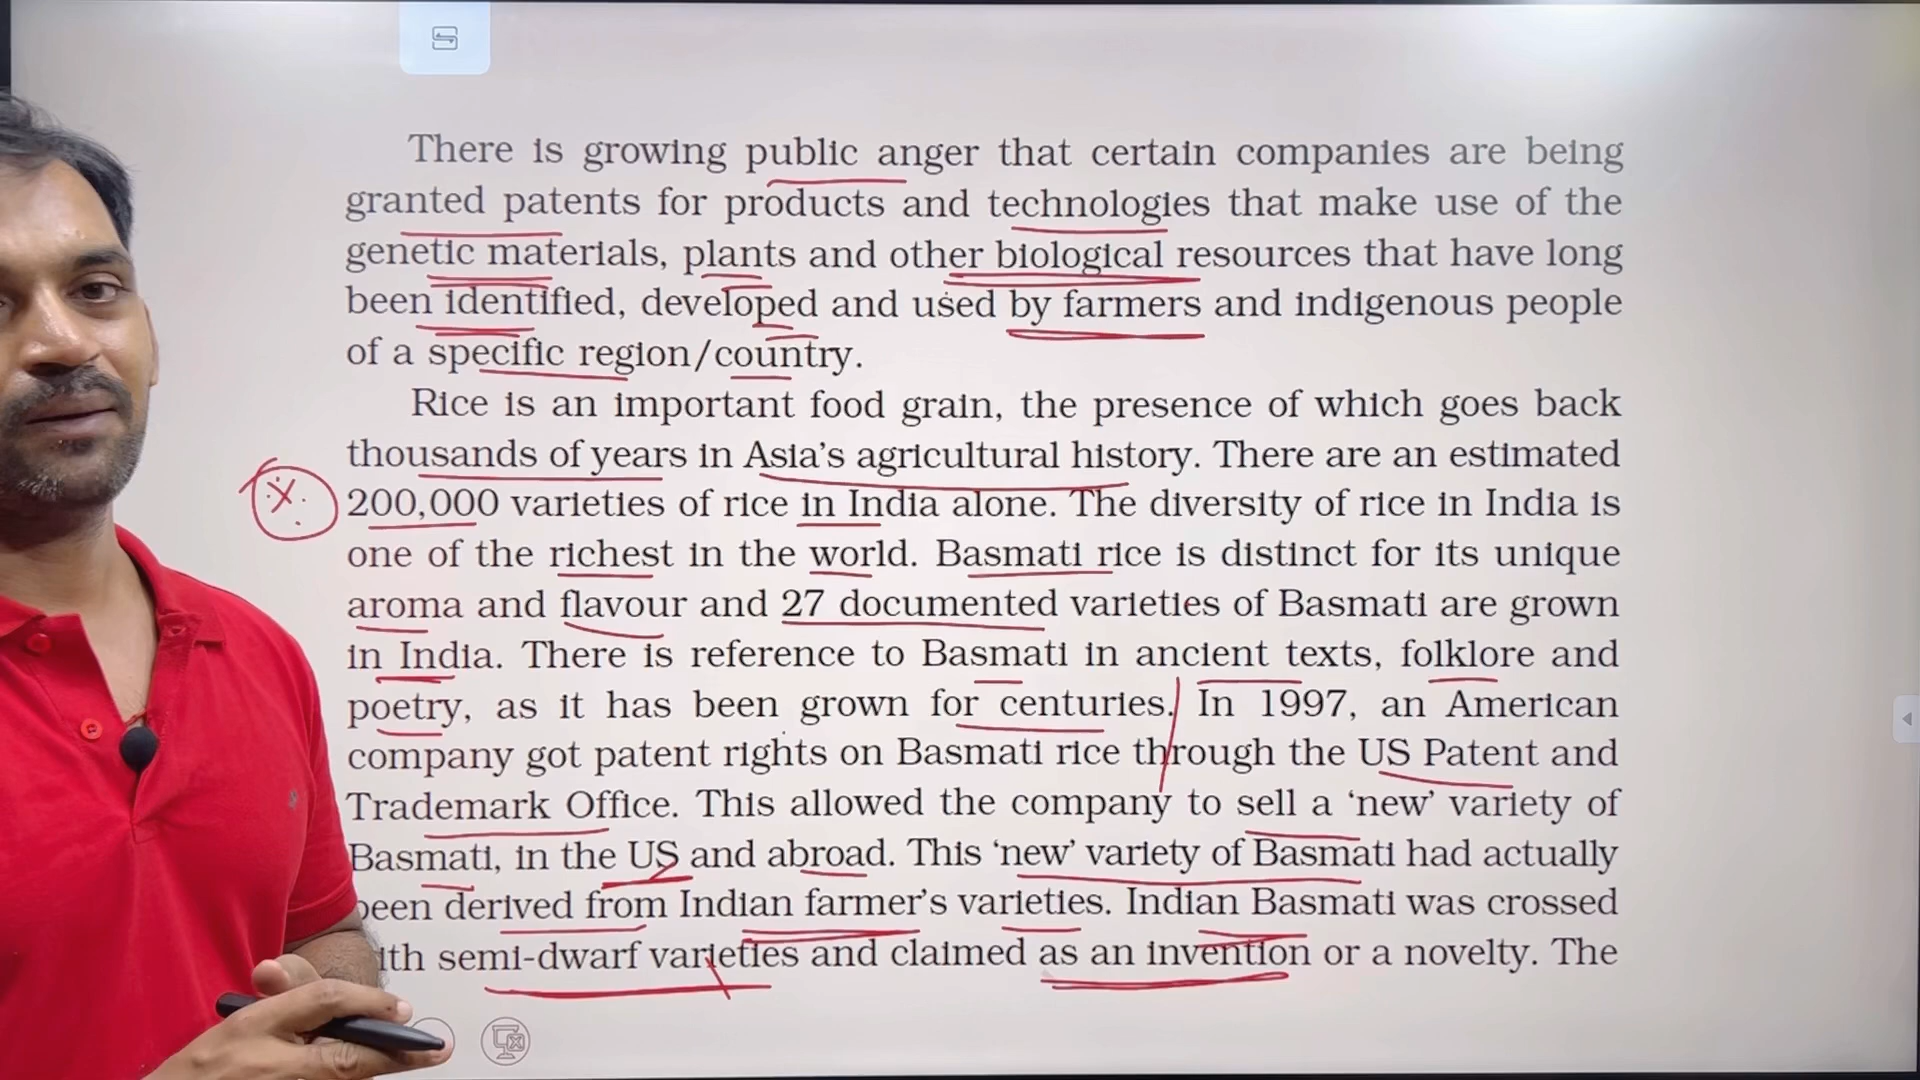 There is growing public anger that certain companies are being
granted patents for products and technologies that make use of the
genetic materials, plants and other biological resources that have long
been identified, developed and used by farmers and indigenous people
of a specific region/country.
Rice is an important food grain, the presence of which goes back
thousands of years in Asia's agricultural history. There are an estimated
200,000 varieties of rice in India alone. The diversity of rice in India is
one of the richest in the world. Basmati rice is distinct for its unique
aroma and flavour and 27 documented varieties of Basmati are grown
in India. There is reference to Basmati in ancient texts, folklore and
poetry, as it has been grown for centuries. In 1997, an American
company got patent rights on Basmati rice through the US Patent and
Trademark Office. This allowed the company to sell a ‘new’ variety of
Basmati, in the US and abroad. This ‘new’ variety of Basmati had actually
been derived from Indian farmer's varieties. Indian Basmati was crossed
with semi-dwarf varieties and claimed as an invention or a novelty. The